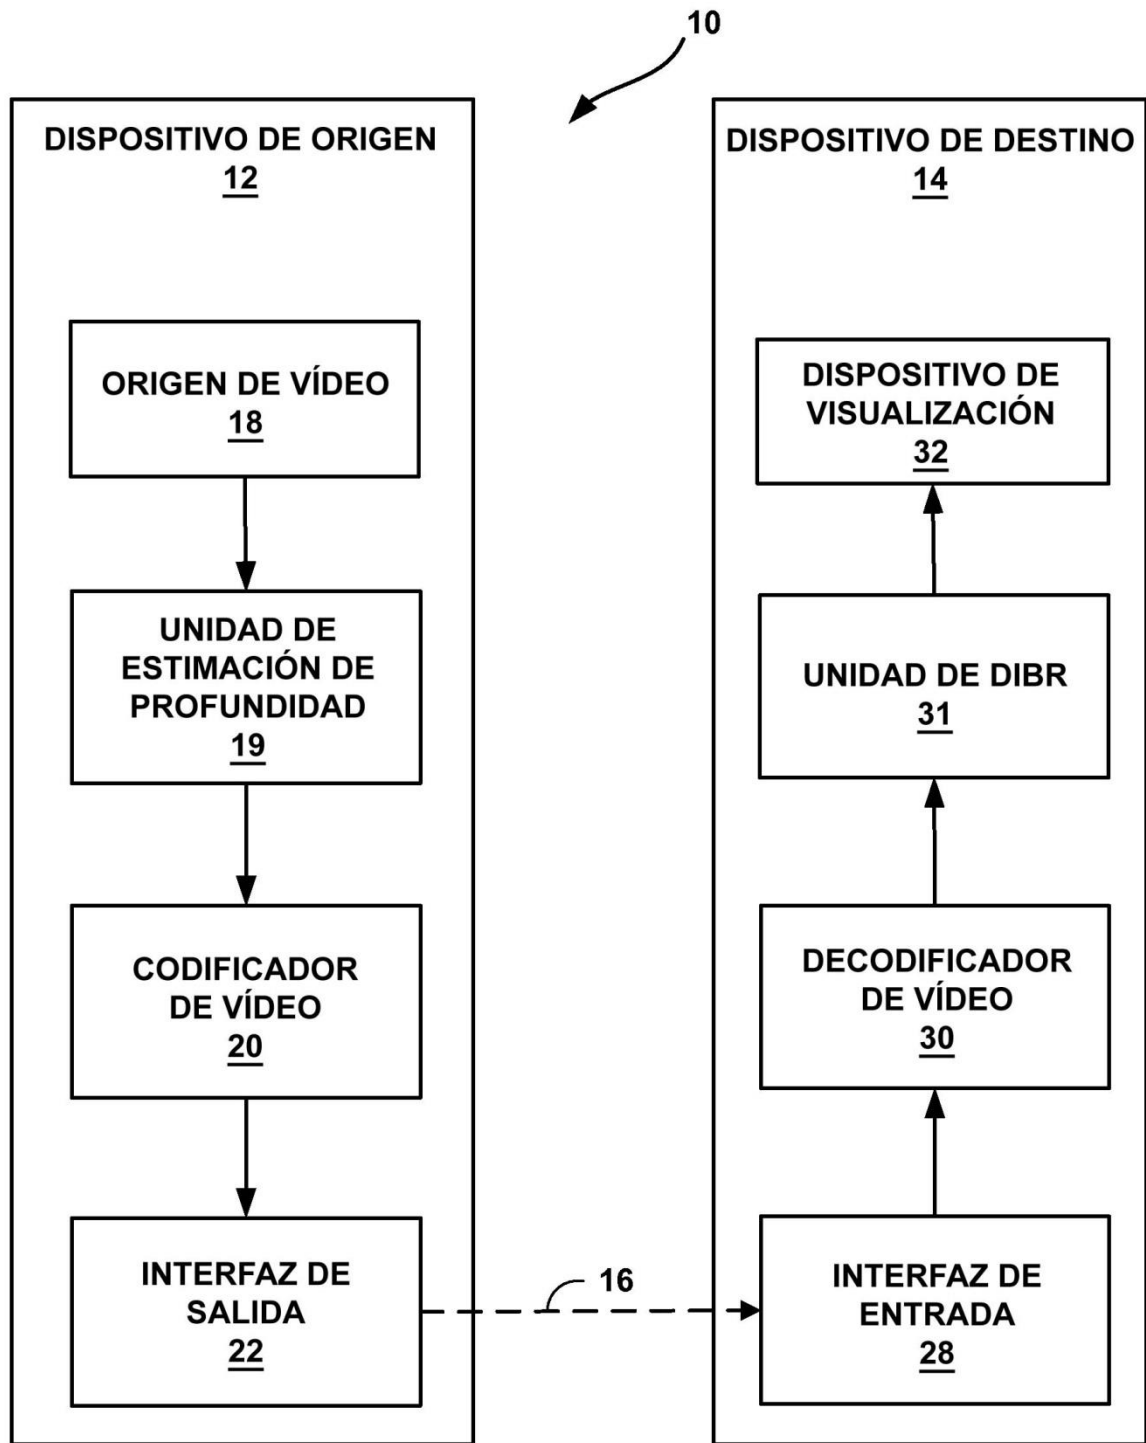 10
DISPOSITIVO DE ORIGEN
12
ORIGEN DE VÍDEO
18
UNIDAD DE
ESTIMACIÓN DE
PROFUNDIDAD
19
CODIFICADOR
DE VÍDEO
20
INTERFAZ DE
SALIDA
22
16
DISPOSITIVO DE DESTINO
14
DISPOSITIVO DE
VISUALIZACIÓN
32
UNIDAD DE DIBR
31
DECODIFICADOR
DE VÍDEO
30
INTERFAZ DE
ENTRADA
28